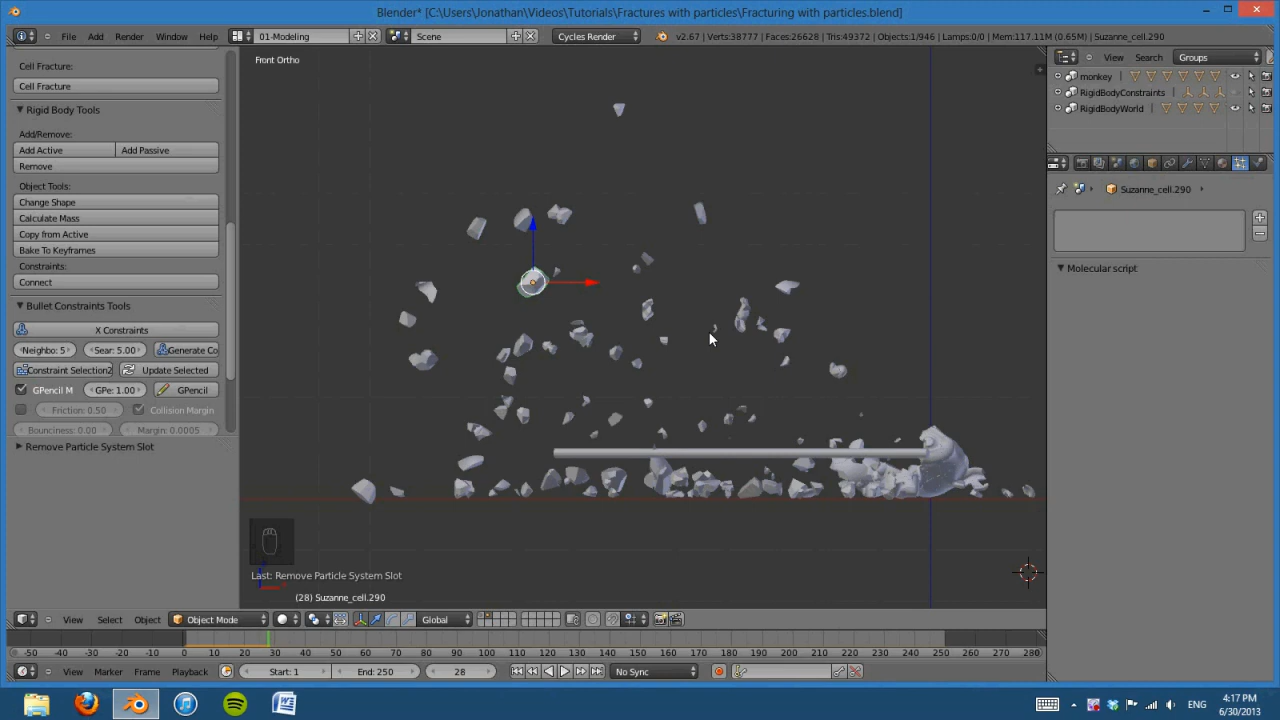 Blender* [C:\Users\Jonathan\Videos\Tutorials\Fractures with particles\Fracturing with particles.blend]
File Add Render Window Help 01-Modeling Scene Cycles Render v2.67 | Verts:38777 | Faces:26628 | Tris:49372 | Objects:1/946 | Lamps:0/0 | Mem:117.11M (0.65M) | Suzanne_cell.290
Cell Fracture:
Cell Fracture
Rigid Body Tools
Add/Remove:
Add Active Add Passive
Remove
Object Tools:
Change Shape
Calculate Mass
Copy from Active
Bake To Keyframes
Constraints:
Connect
Bullet Constraints Tools
X Constraints
Neighbo: 5 Sear: 5.00 Generate Co
Constraint Selection2 Update Selected
GPencil M GPe: 1.00 GPencil
Friction: 0.50 Collision Margin
Bounciness: 0.00 Margin: 0.0005
Remove Particle System Slot
Front Ortho
Last: Remove Particle System Slot
(28) Suzanne_cell.290
View Search Groups
monkey
RigidBodyConstraints
RigidBodyWorld
Suzanne_cell.290
Molecular script
View Select Object Object Mode Global
-50 -40 -30 -20 -10 0 10 20 30 40 50 60 70 80 90 100 110 120 130 140 150 160 170 180 190 200 210 220 230 240 250 260 270 280
View Marker Frame Playback Start: 1 End: 250 28 No Sync
ENG
4:17 PM
6/30/2013